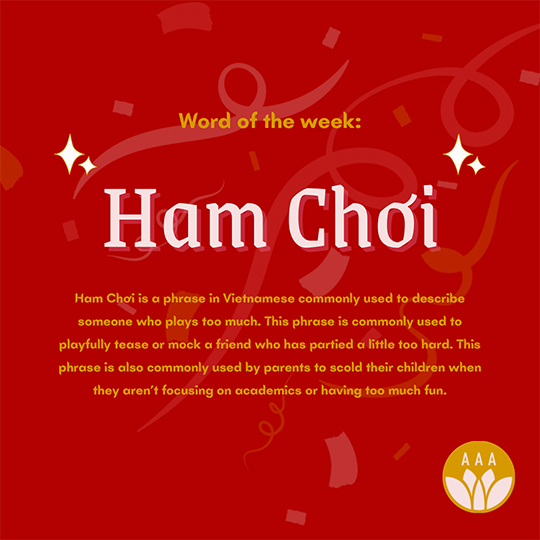 Word of the week:
Ham Chơi
Ham Chơi is a phrase in Vietnamese commonly used to describe
someone who plays too much. This phrase is commonly used to
playfully tease or mock a friend who has partied a little too hard. This
phrase is also commonly used by parents to scold their children when
they aren't focusing on academics or having too much fun.
AAA